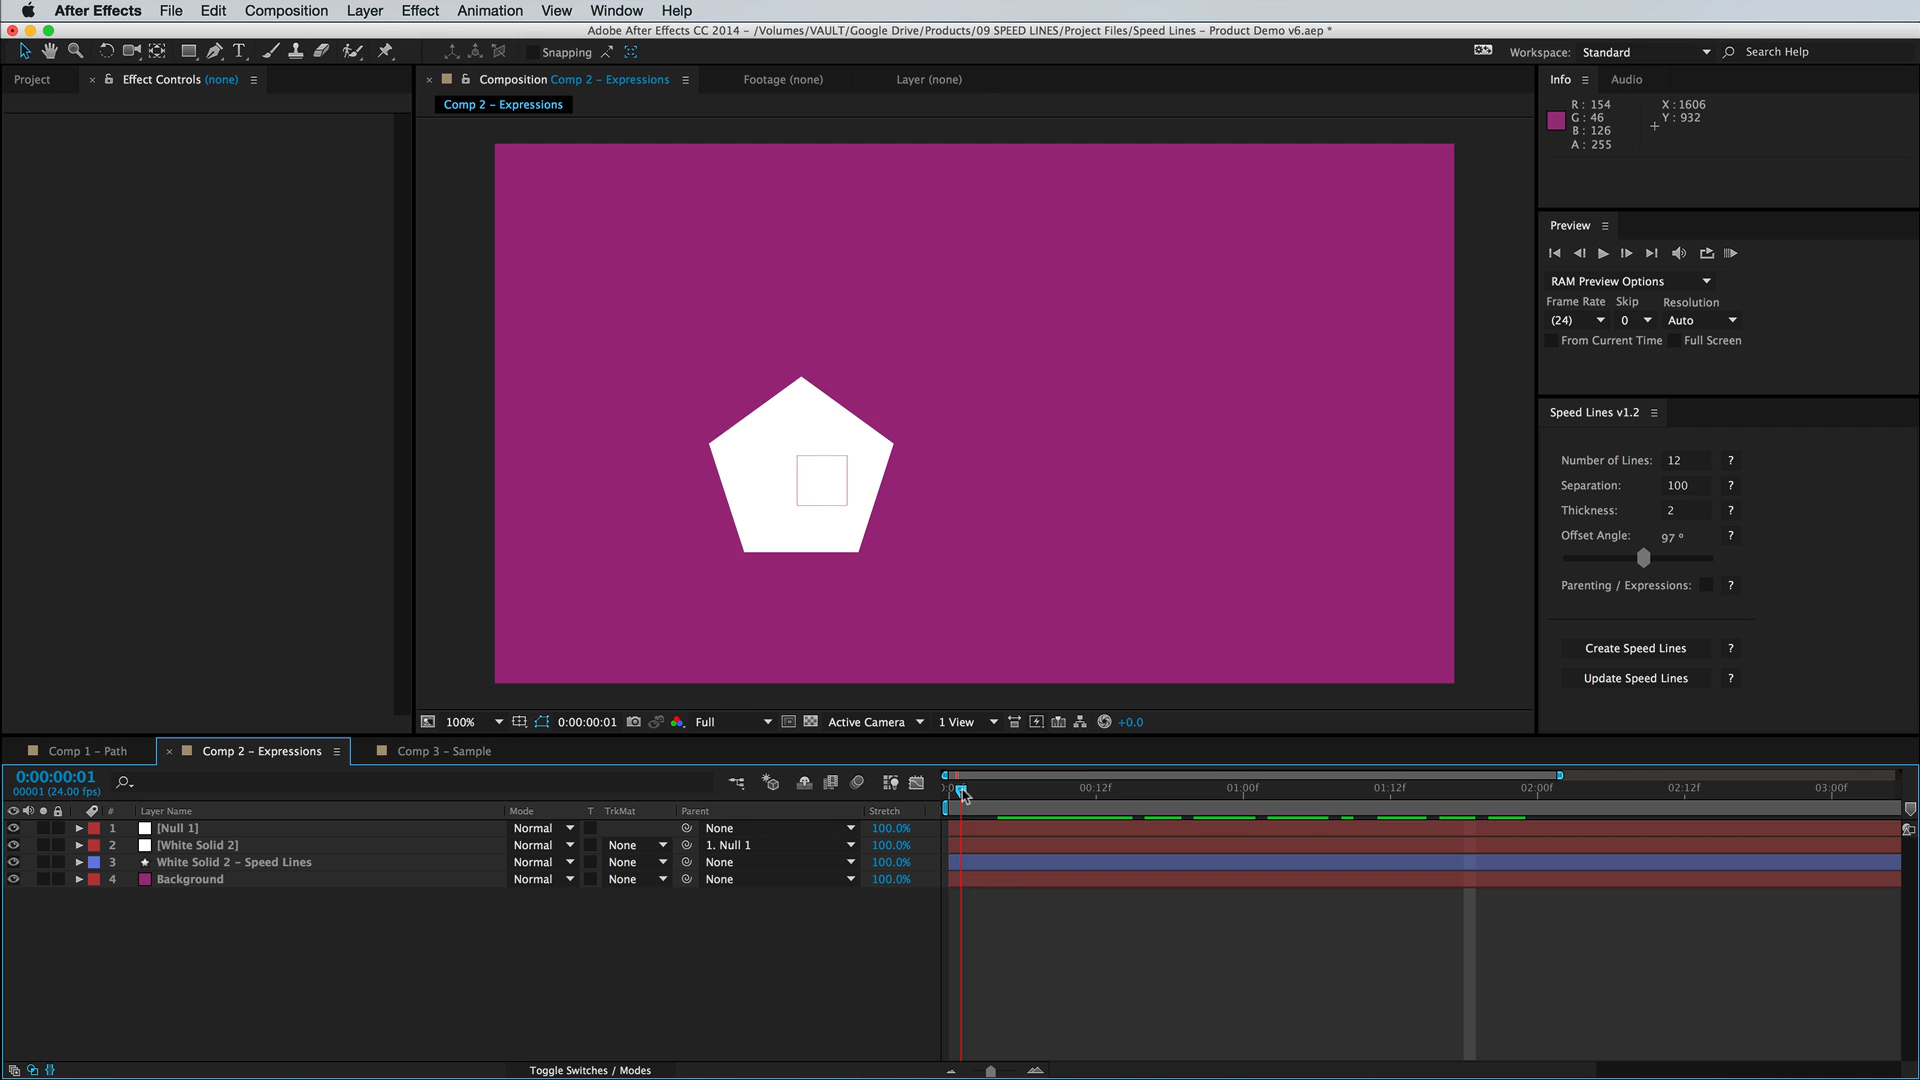 After Effects File Edit Composition Layer Effect Animation View Window Help
Adobe After Effects CC 2014 - /Volumes/VAULT/Google Drive/Products/09 SPEED LINES/Project Files/Speed Lines - Product Demo v6.aep *
T Snapping Workspace: Standard Search Help
Project × Effect Controls (none) × Composition Comp 2 - Expressions Footage (none) Layer (none) Info Audio
Comp 2 - Expressions
R : 154 X : 1606
G : 46 Y : 932
B : 126
A : 255
Preview
RAM Preview Options
Frame Rate Skip Resolution
(24) 0 Auto
From Current Time Full Screen
Speed Lines v1.2
Number of Lines: 12 ?
Separation: 100 ?
Thickness: 2 ?
Offset Angle: 97 º ?
Parenting / Expressions: ?
Create Speed Lines ?
Update Speed Lines ?
100% 0:00:00:01 Full Active Camera 1 View +0.0
Comp 1 - Path × Comp 2 - Expressions Comp 3 - Sample
0:00:00:01
00001 (24.00 fps)
00:12f 01:00f 01:12f 02:00f 02:12f 03:00f
# Layer Name Mode T TrkMat Parent Stretch
1 [Null 1] Normal None 100.0%
2 [White Solid 2] Normal None 1. Null 1 100.0%
3 White Solid 2 - Speed Lines Normal None None 100.0%
4 Background Normal None None 100.0%
Toggle Switches / Modes